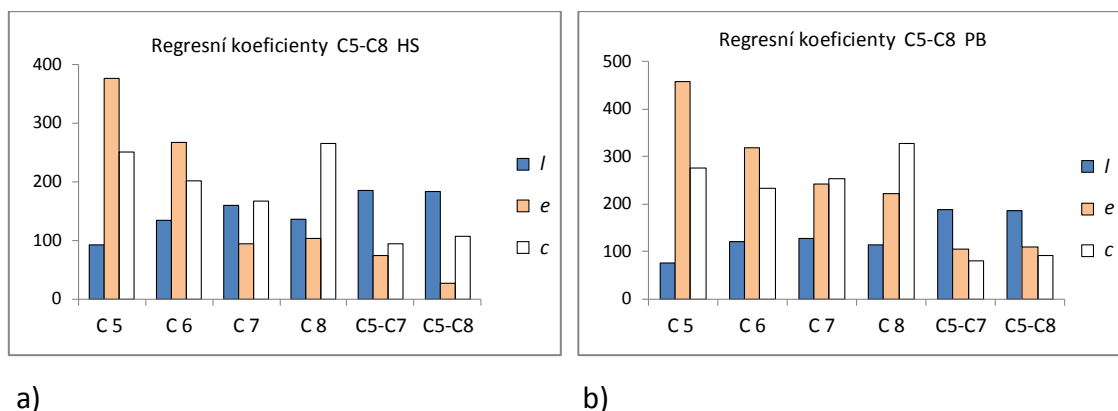 Regresní koeficienty C5-C8 HS
400
300
200
100
0
C 5 C 6 C 7 C 8 C5-C7 C5-C8
l
e
c
a)
Regresní koeficienty C5-C8 PB
500
400
300
200
100
0
C 5 C 6 C 7 C 8 C5-C7 C5-C8
l
e
c
b)